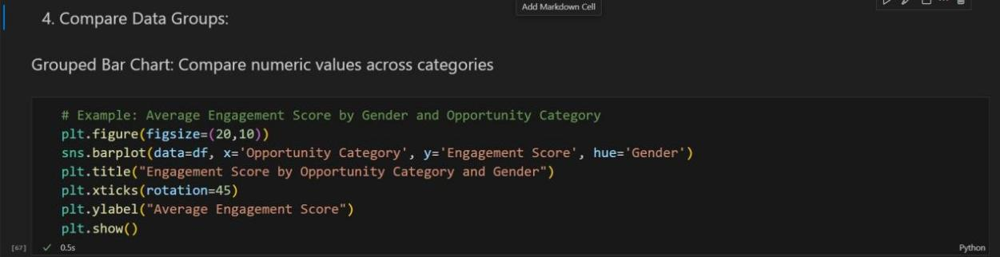 Add Markdown Cell
4. Compare Data Groups:
Grouped Bar Chart: Compare numeric values across categories
# Example: Average Engagement Score by Gender and Opportunity Category
plt.figure(figsize=(20,10))
sns.barplot(data=df, x='Opportunity Category', y='Engagement Score', hue='Gender')
plt.title("Engagement Score by Opportunity Category and Gender")
plt.xticks(rotation=45)
plt.ylabel("Average Engagement Score")
plt.show()
[67] ✓ 0.5s Python